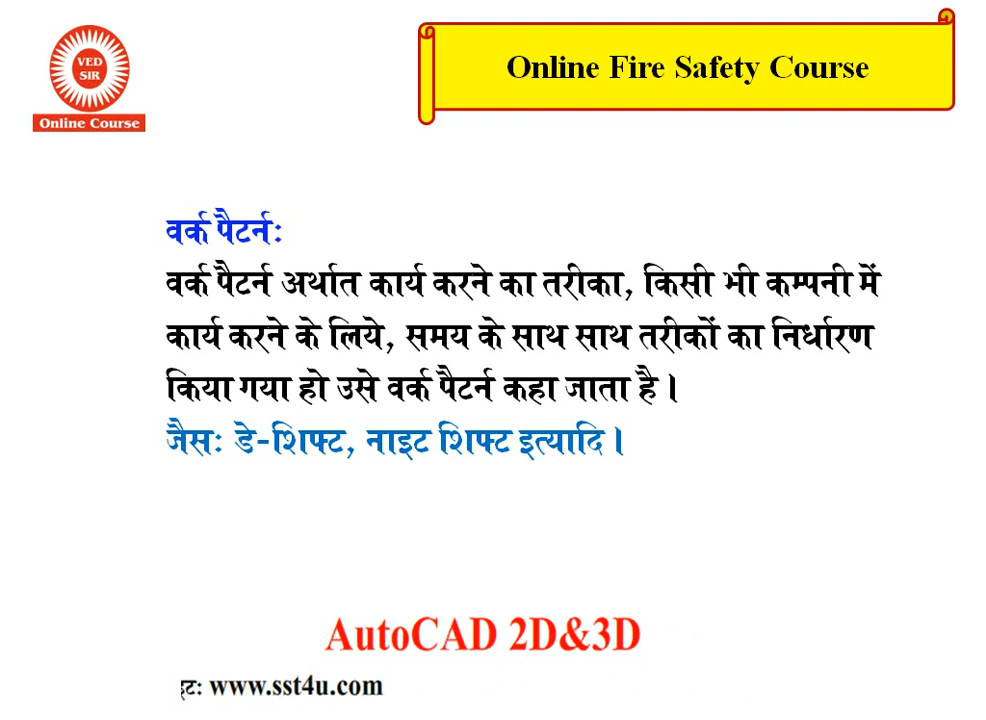 VED
SIR
Online Course
Online Fire Safety Course
वर्क पैटर्न:
वर्क पैटर्न अर्थात कार्य करने का तरीका, किसी भी कम्पनी में
कार्य करने के लिये, समय के साथ साथ तरीकों का निर्धारण
किया गया हो उसे वर्क पैटर्न कहा जाता है ।
जैस: डे-शिफ्ट, नाइट शिफ्ट इत्यादि ।
AutoCAD 2D&3D
www.sst4u.com